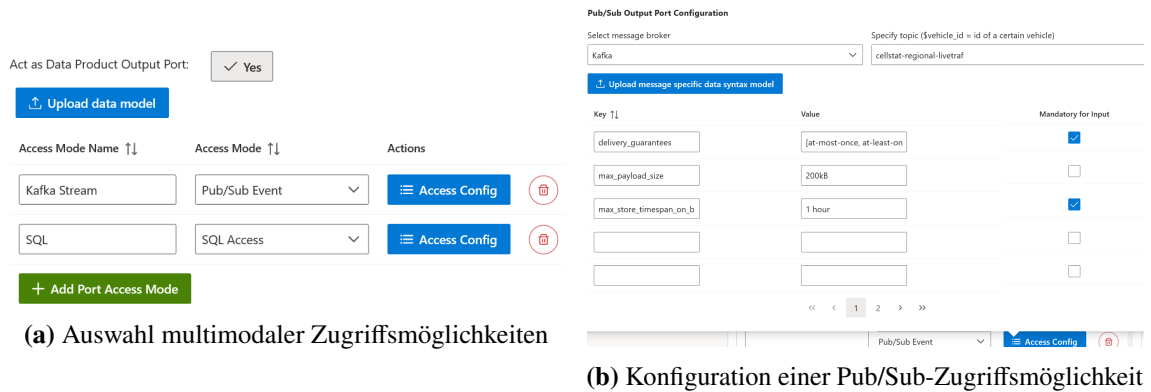 Act as Data Product Output Port:
Yes
Upload data model
Access Mode Name
Access Mode
Actions
Kafka Stream
Pub/Sub Event
Access Config
SQL
SQL Access
Access Config
+ Add Port Access Mode
(a) Auswahl multimodaler Zugriffsmöglichkeiten
Pub/Sub Output Port Configuration
Select message broker
Specify topic ($vehicle_id = id of a certain vehicle)
Kafka
cellstat-regional-livetraf
Upload message specific data syntax model
Key
Value
Mandatory for Input
delivery_guarantees
[at-most-once, at-least-on
max_payload_size
200kB
max_store_timespan_on_b
1 hour
<< < 1 2 > >>
Pub/Sub Event
Access Config
(b) Konfiguration einer Pub/Sub-Zugriffsmöglichkeit